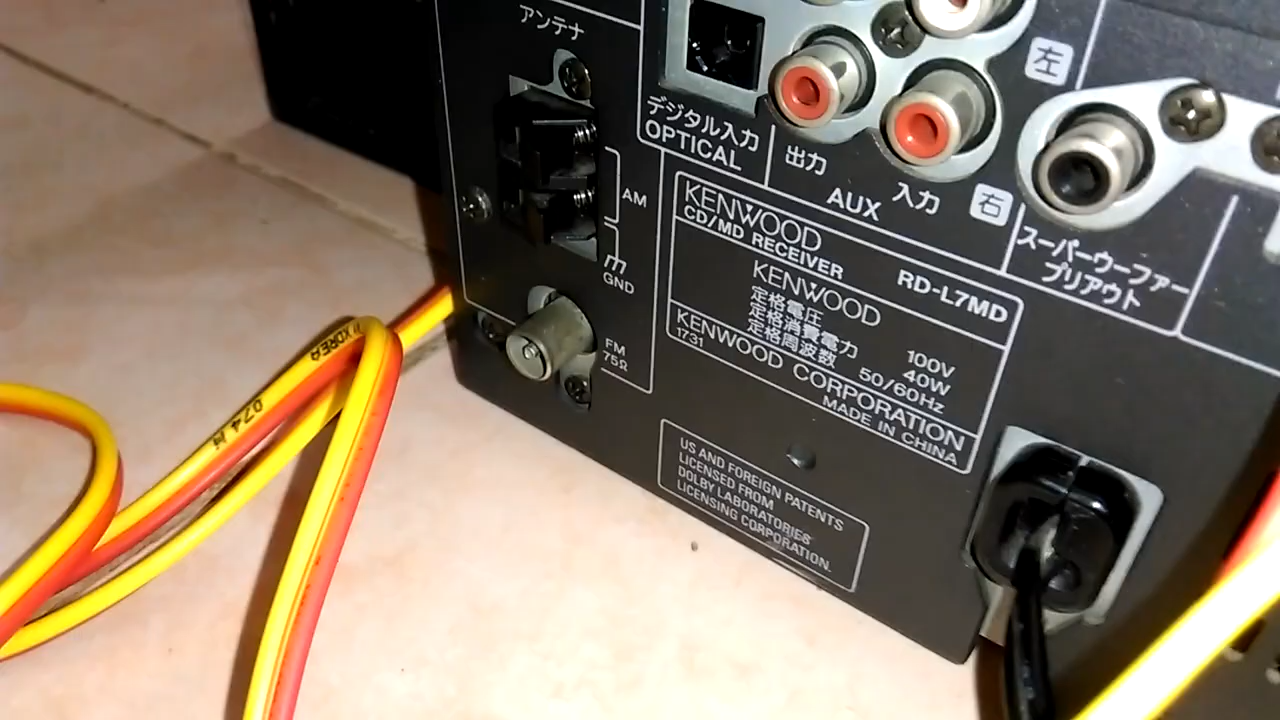 アンテナ
AM
GND
FM
75Ω
デジタル入力
OPTICAL
出力
入力
AUX
左
右
スーパーウーファー
プリアウト
KENWOOD
CD/MD RECEIVER
RD-L7MD
KENWOOD
定格電圧 100V
定格消費電力 40W
定格周波数 50/60Hz
KENWOOD CORPORATION
1731
MADE IN CHINA
US AND FOREIGN PATENTS
LICENSED FROM
DOLBY LABORATORIES
LICENSING CORPORATION.
KOREA
074